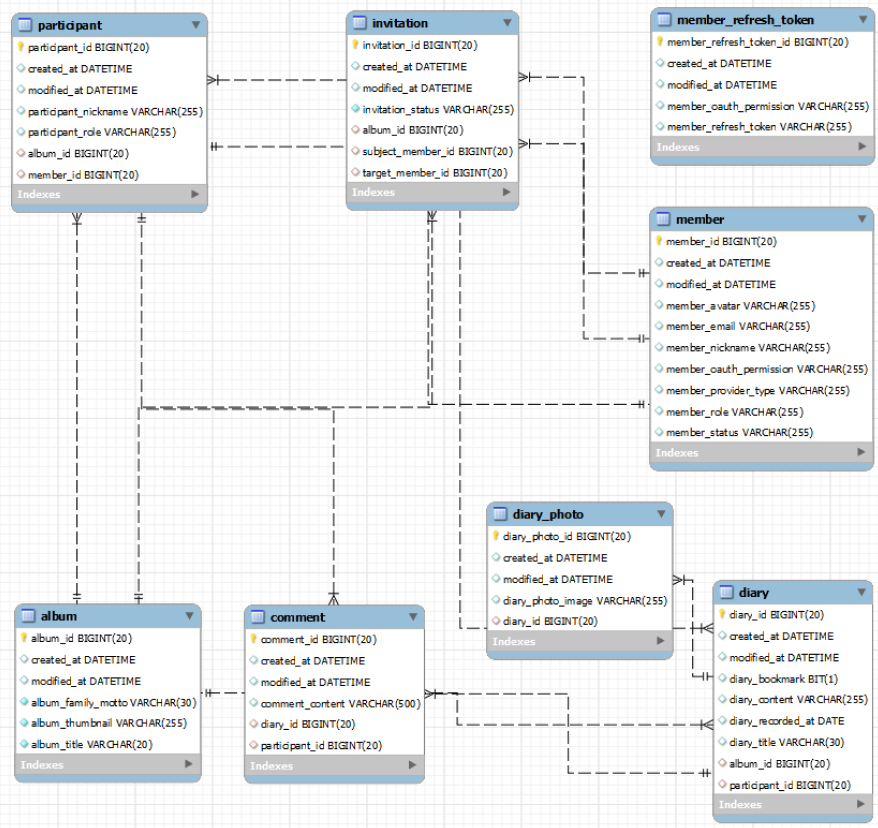 participant
participant_id BIGINT(20)
created_at DATETIME
modified_at DATETIME
participant_nickname VARCHAR(255)
participant_role VARCHAR(255)
album_id BIGINT(20)
member_id BIGINT(20)
Indexes
invitation
invitation_id BIGINT(20)
created_at DATETIME
modified_at DATETIME
invitation_status VARCHAR(255)
album_id BIGINT(20)
subject_member_id BIGINT(20)
target_member_id BIGINT(20)
Indexes
member_refresh_token
member_refresh_token_id BIGINT(20)
created_at DATETIME
modified_at DATETIME
member_oauth_permission VARCHAR(255)
member_refresh_token VARCHAR(255)
Indexes
member
member_id BIGINT(20)
created_at DATETIME
modified_at DATETIME
member_avatar VARCHAR(255)
member_email VARCHAR(255)
member_nickname VARCHAR(255)
member_oauth_permission VARCHAR(255)
member_provider_type VARCHAR(255)
member_role VARCHAR(255)
member_status VARCHAR(255)
Indexes
diary_photo
diary_photo_id BIGINT(20)
created_at DATETIME
modified_at DATETIME
diary_photo_image VARCHAR(255)
diary_id BIGINT(20)
Indexes
diary
diary_id BIGINT(20)
created_at DATETIME
modified_at DATETIME
diary_bookmark BIT(1)
diary_content VARCHAR(255)
diary_recorded_at DATE
diary_title VARCHAR(30)
album_id BIGINT(20)
participant_id BIGINT(20)
Indexes
album
album_id BIGINT(20)
created_at DATETIME
modified_at DATETIME
album_family_motto VARCHAR(30)
album_thumbnail VARCHAR(255)
album_title VARCHAR(20)
Indexes
comment
comment_id BIGINT(20)
created_at DATETIME
modified_at DATETIME
comment_content VARCHAR(500)
diary_id BIGINT(20)
participant_id BIGINT(20)
Indexes